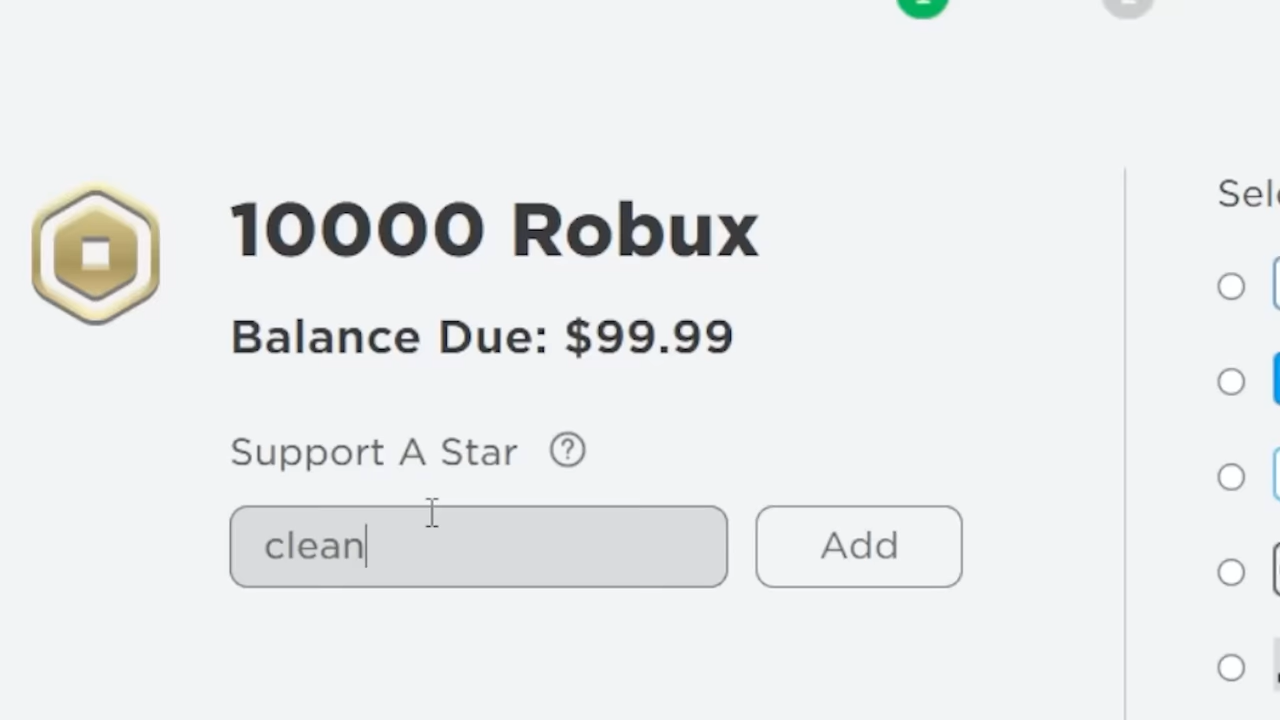 10000 Robux
Balance Due: $99.99
Support A Star
clean
Add